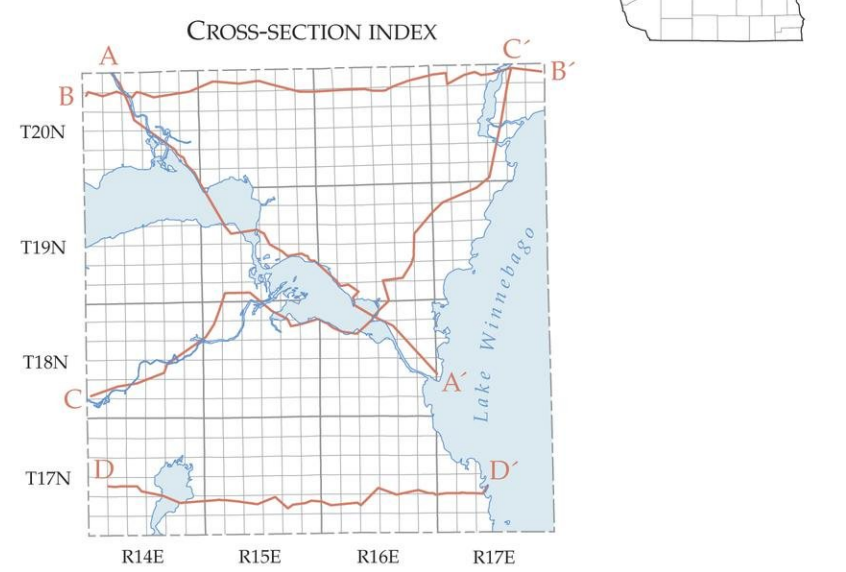 CROSS-SECTION INDEX
A
C′
B
B′
T20N
T19N
Lake Winnebago
T18N
A′
C
D
D′
T17N
R14E R15E R16E R17E